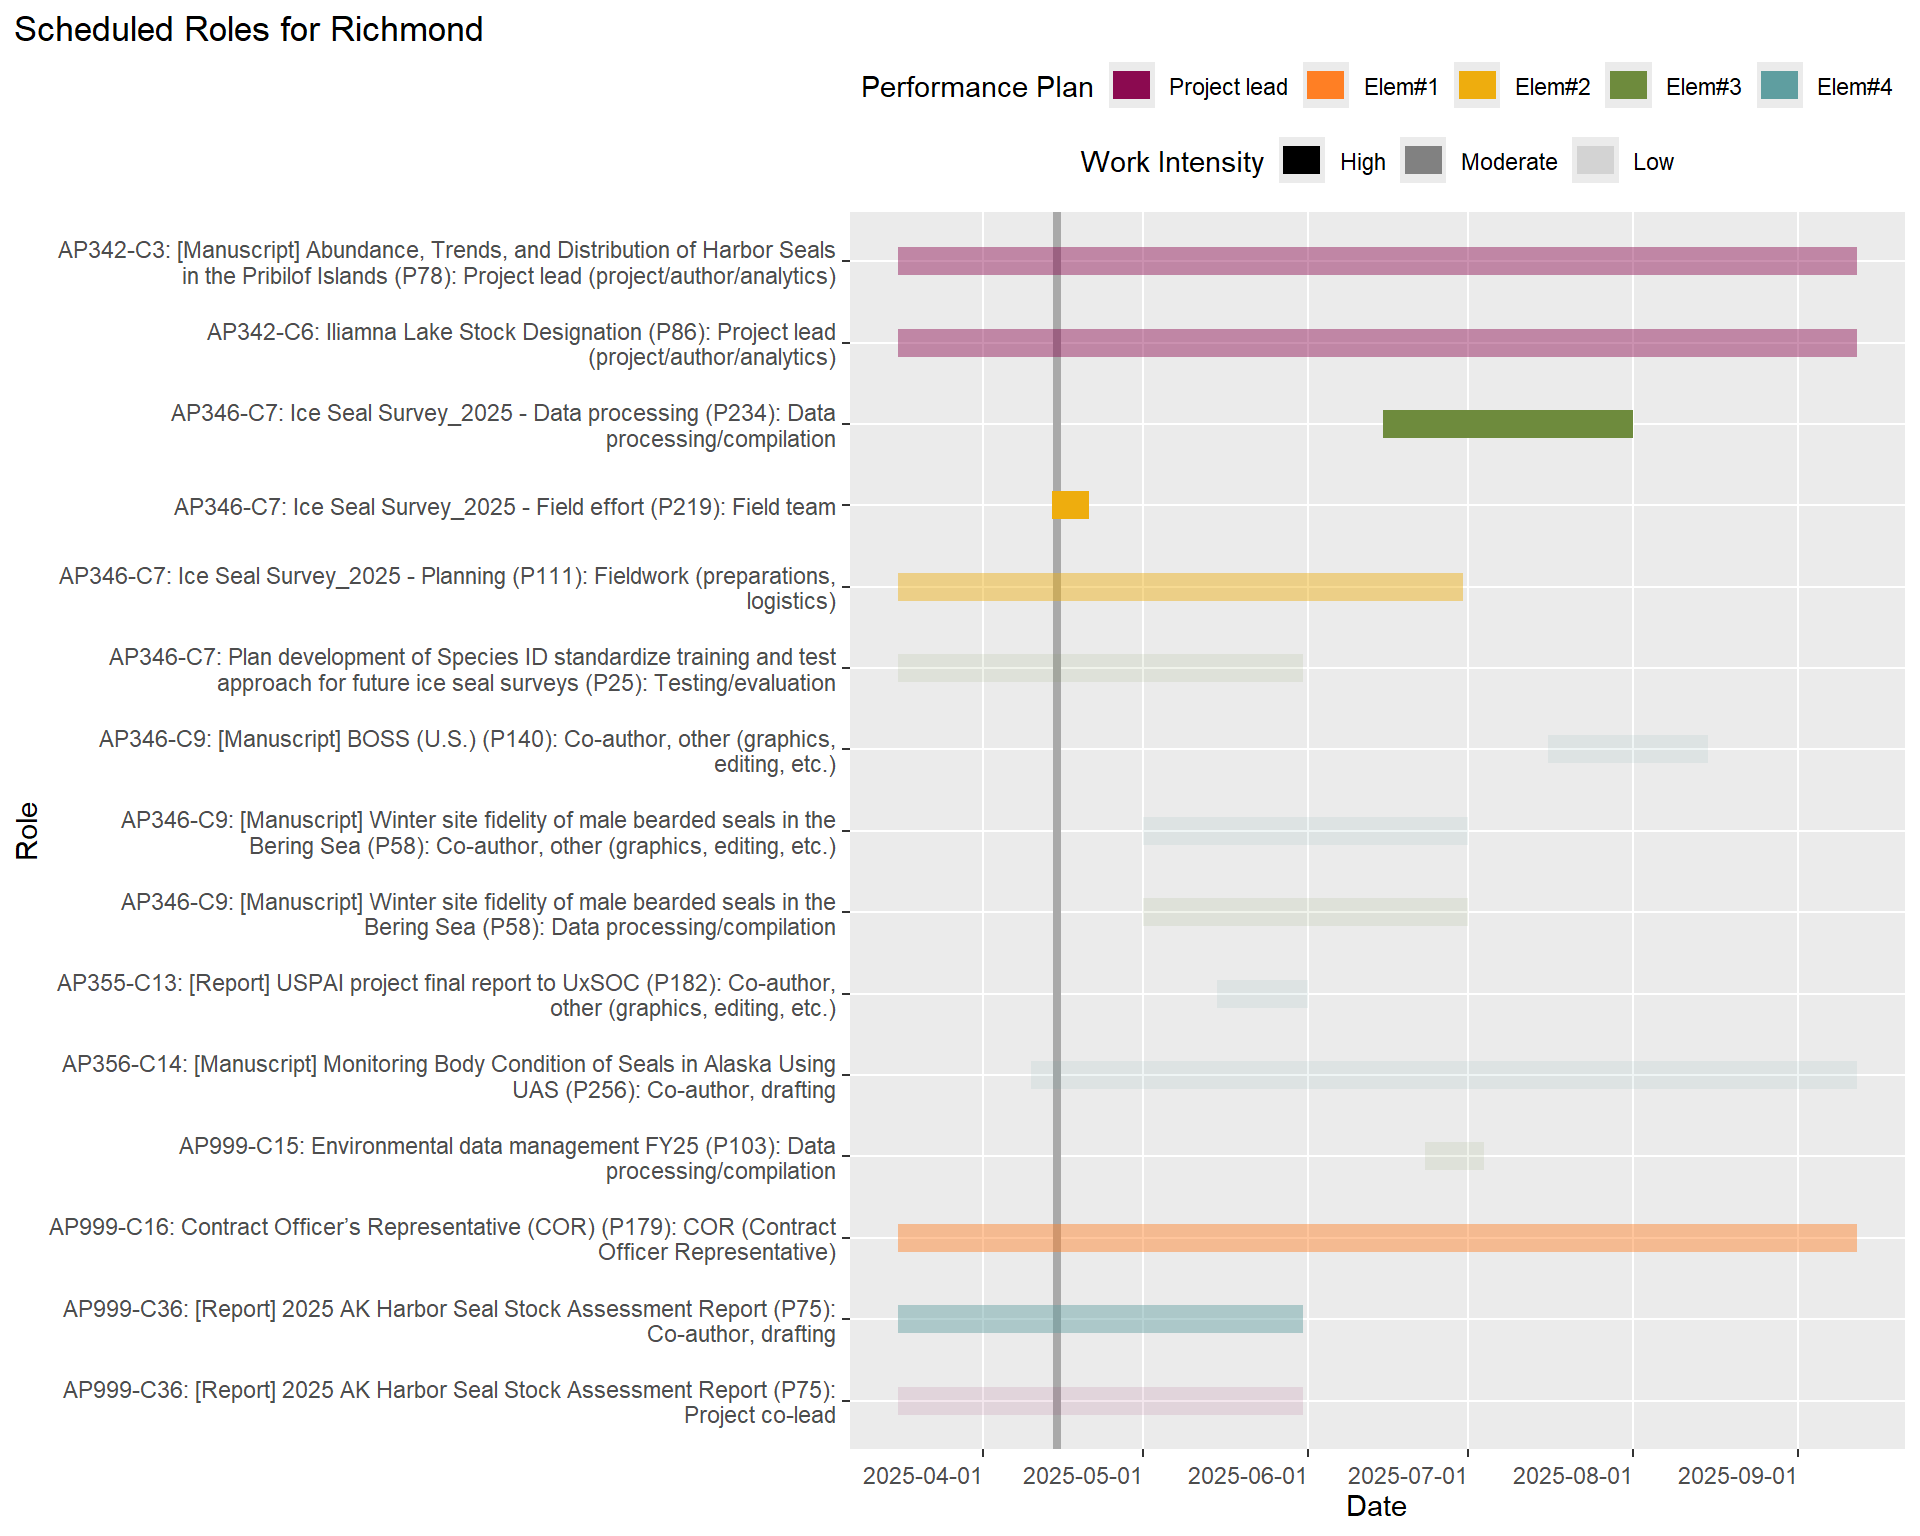 Scheduled Roles for Richmond
Performance Plan Project lead Elem#1 Elem#2 Elem#3 Elem#4
Work Intensity High Moderate Low
AP342-C3: [Manuscript] Abundance, Trends, and Distribution of Harbor Seals
in the Pribilof Islands (P78): Project lead (project/author/analytics)
AP342-C6: Iliamna Lake Stock Designation (P86): Project lead
(project/author/analytics)
AP346-C7: Ice Seal Survey_2025 - Data processing (P234): Data
processing/compilation
AP346-C7: Ice Seal Survey_2025 - Field effort (P219): Field team
AP346-C7: Ice Seal Survey_2025 - Planning (P111): Fieldwork (preparations,
logistics)
AP346-C7: Plan development of Species ID standardize training and test
approach for future ice seal surveys (P25): Testing/evaluation
AP346-C9: [Manuscript] BOSS (U.S.) (P140): Co-author, other (graphics,
editing, etc.)
AP346-C9: [Manuscript] Winter site fidelity of male bearded seals in the
Bering Sea (P58): Co-author, other (graphics, editing, etc.)
AP346-C9: [Manuscript] Winter site fidelity of male bearded seals in the
Bering Sea (P58): Data processing/compilation
AP355-C13: [Report] USPAI project final report to UxSOC (P182): Co-author,
other (graphics, editing, etc.)
AP356-C14: [Manuscript] Monitoring Body Condition of Seals in Alaska Using
UAS (P256): Co-author, drafting
AP999-C15: Environmental data management FY25 (P103): Data
processing/compilation
AP999-C16: Contract Officer’s Representative (COR) (P179): COR (Contract
Officer Representative)
AP999-C36: [Report] 2025 AK Harbor Seal Stock Assessment Report (P75):
Co-author, drafting
AP999-C36: [Report] 2025 AK Harbor Seal Stock Assessment Report (P75):
Project co-lead
Role
2025-04-01 2025-05-01 2025-06-01 2025-07-01 2025-08-01 2025-09-01
Date